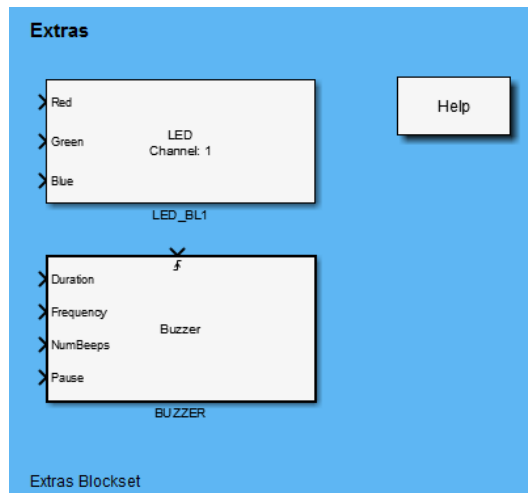 Extras
Red
Green
Blue
LED
Channel: 1
LED_BL1
Help
Duration
Frequency
NumBeeps
Pause
Buzzer
BUZZER
Extras Blockset